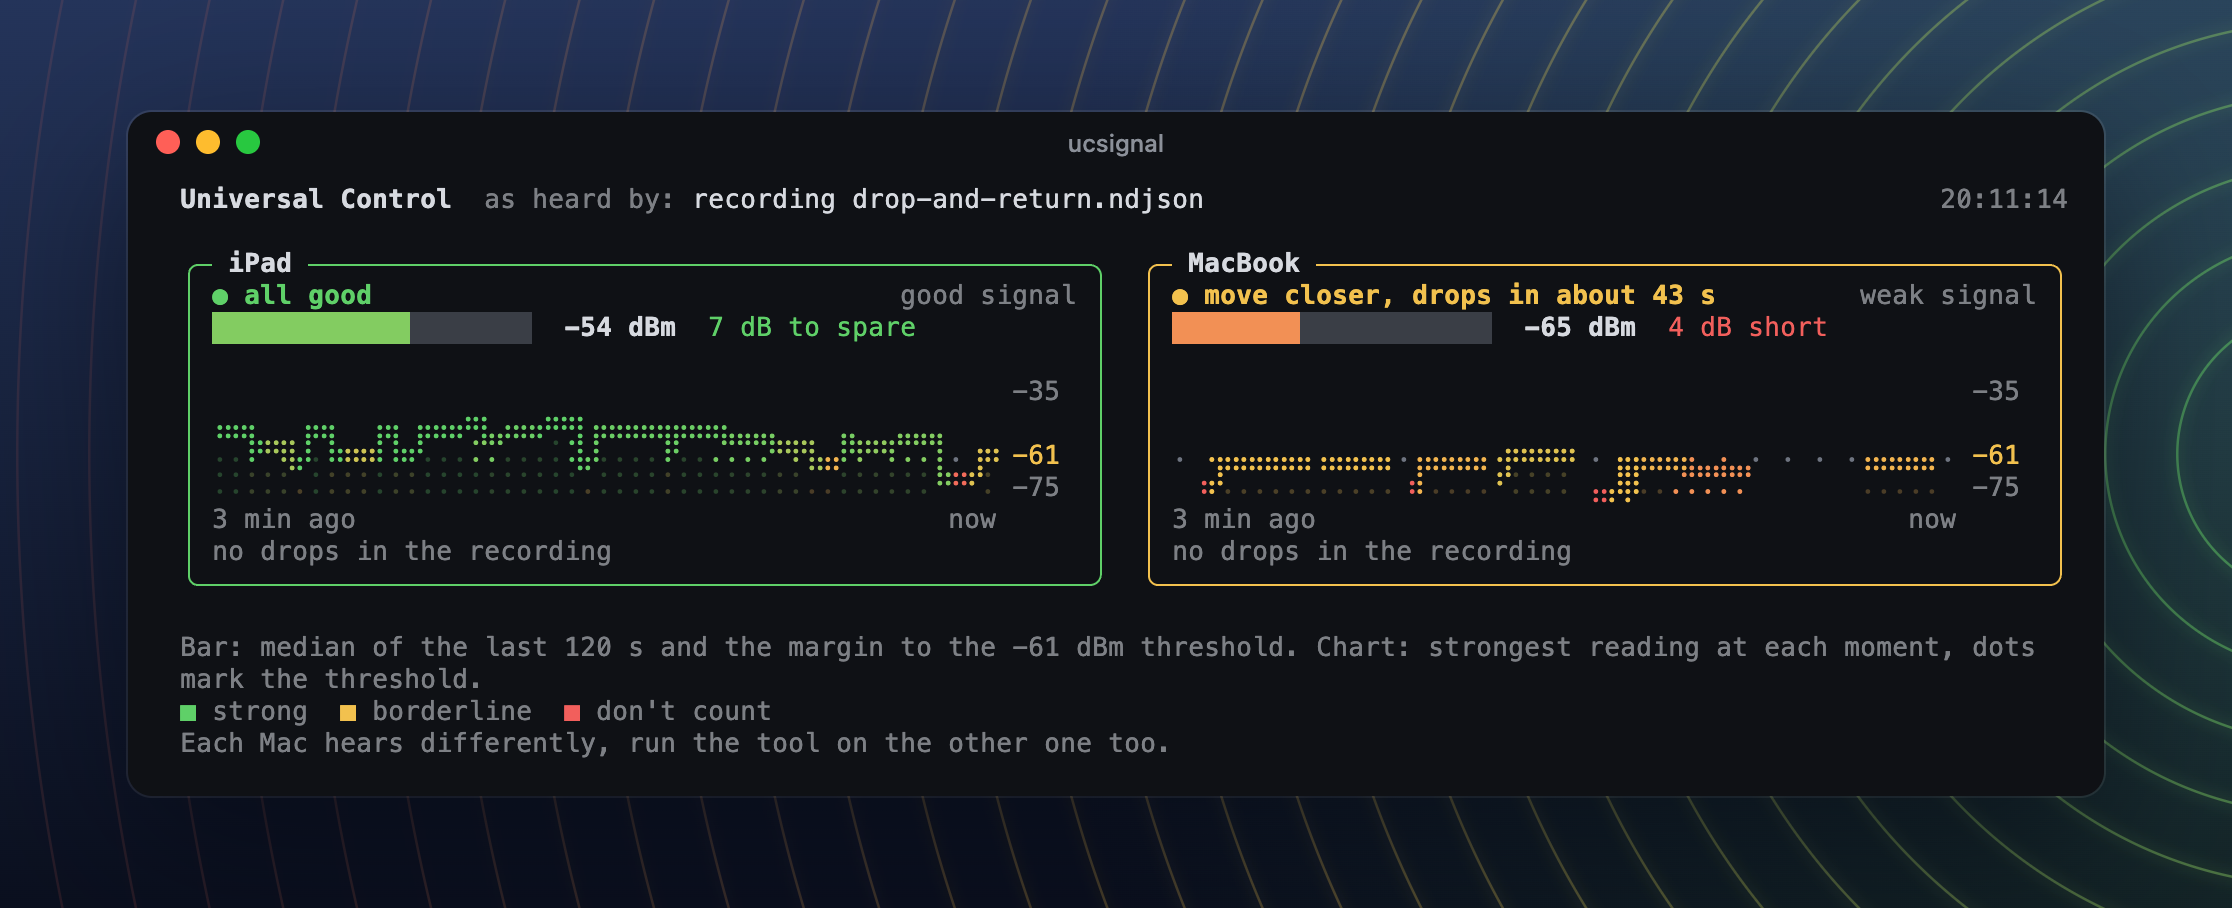 ucsignal
Universal Control as heard by: recording drop-and-return.ndjson 20:11:14
iPad
● all good good signal
−54 dBm 7 dB to spare
−35
−61
−75
3 min ago now
no drops in the recording
MacBook
● move closer, drops in about 43 s weak signal
−65 dBm 4 dB short
−35
−61
−75
3 min ago now
no drops in the recording
Bar: median of the last 120 s and the margin to the −61 dBm threshold. Chart: strongest reading at each moment, dots
mark the threshold.
■ strong ■ borderline ■ don't count
Each Mac hears differently, run the tool on the other one too.